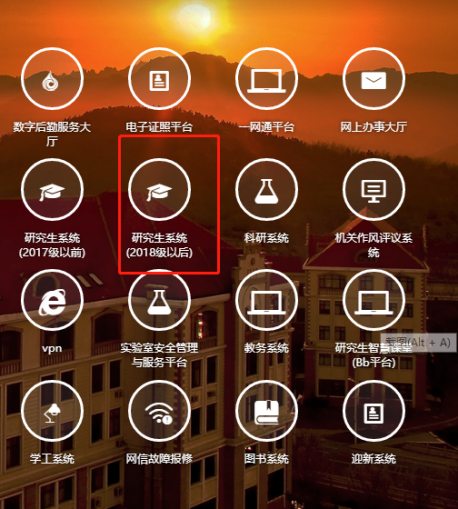 数字后勤服务大
厅
电子证照平台
一网通平台
网上办事大厅
研究生系统
(2017级以前)
研究生系统
(2018级以后)
科研系统
机关作风评议系
统
vpn
实验室安全管理
与服务平台
教务系统
研究生智慧课堂
(Bb平台)
截图(Alt + A)
学工系统
网信故障报修
图书系统
迎新系统